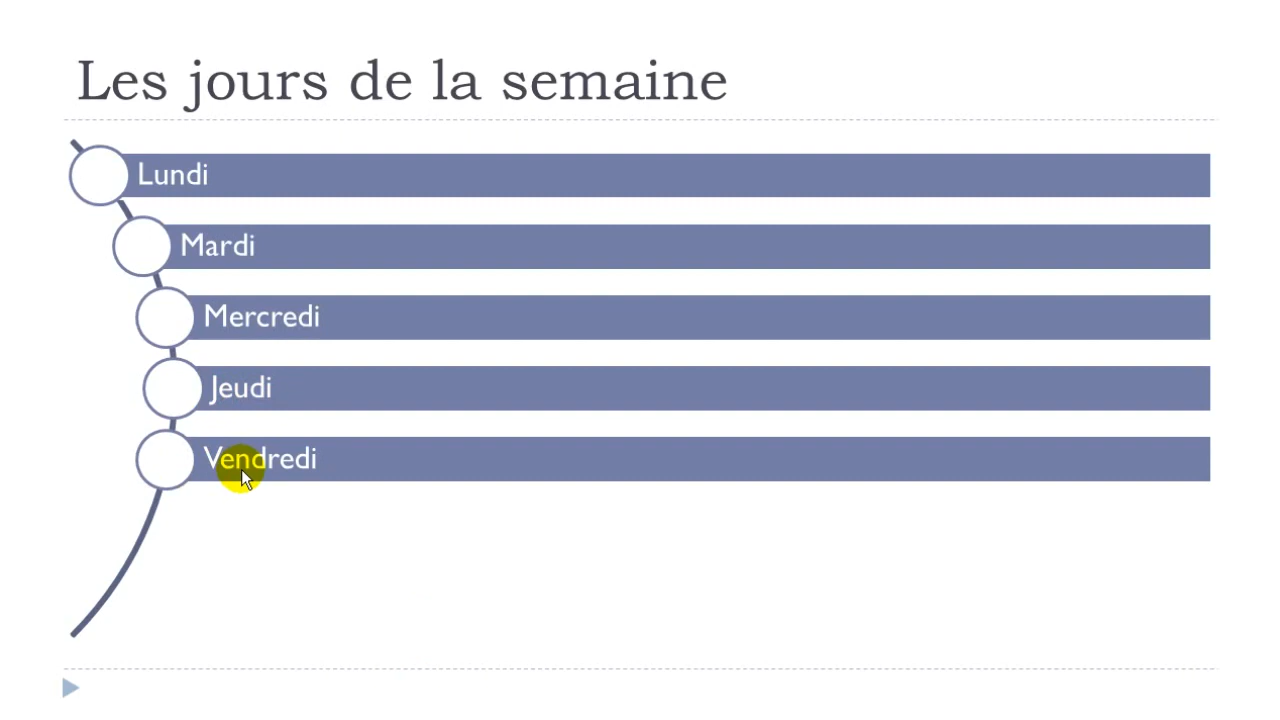 Les jours de la semaine
Lundi
Mardi
Mercredi
Jeudi
Vendredi